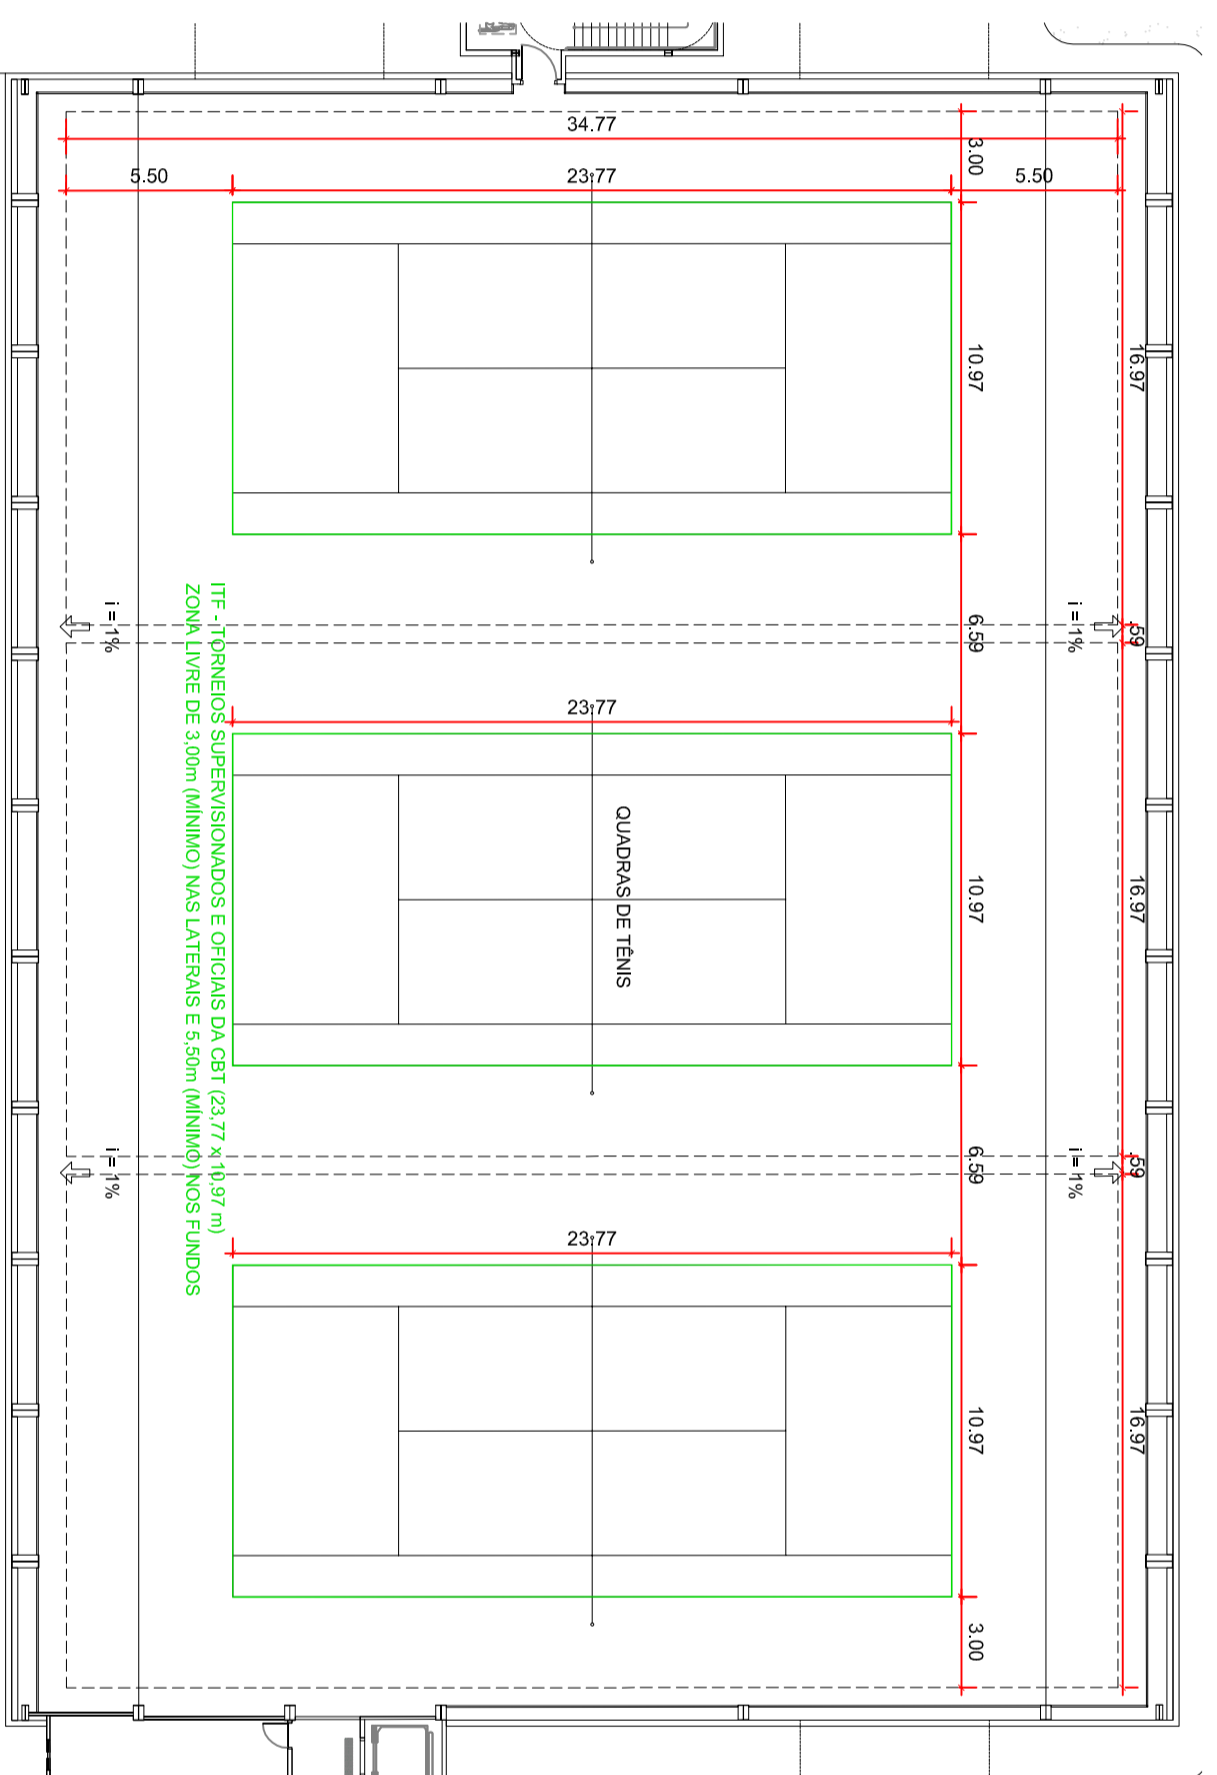 34.77
5.50
23.77
3.00
5.50
10.97
16.97
ITF - TORNEIOS SUPERVISIONADOS E OFICIAIS DA CBT (23,77 x 10,97 m)
ZONA LIVRE DE 3,00m (MÍNIMO) NAS LATERAIS E 5,50m (MÍNIMO) NOS FUNDOS
i = 1%
6.59
i = 1%
.59
23.77
QUADRAS DE TÊNIS
10.97
16.97
i = 1%
6.59
i = 1%
.59
23.77
10.97
16.97
3.00